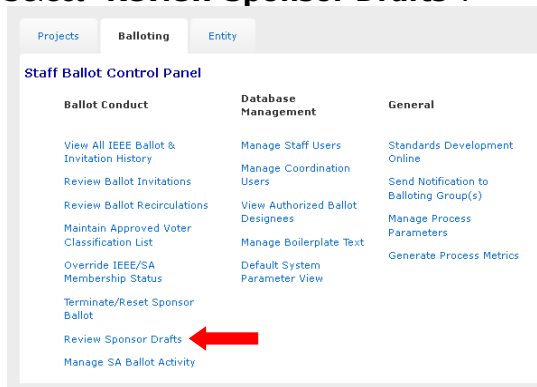 Select "Review Sponsor Drafts".
Projects Balloting Entity
Staff Ballot Control Panel
Ballot Conduct
View All IEEE Ballot &
Invitation History
Review Ballot Invitations
Review Ballot Recirculations
Maintain Approved Voter
Classification List
Override IEEE/SA
Membership Status
Terminate/Reset Sponsor
Ballot
Review Sponsor Drafts
Manage SA Ballot Activity
Database
Management
Manage Staff Users
Manage Coordination
Users
View Authorized Ballot
Designees
Manage Boilerplate Text
Default System
Parameter View
General
Standards Development
Online
Send Notification to
Balloting Group(s)
Manage Process
Parameters
Generate Process Metrics